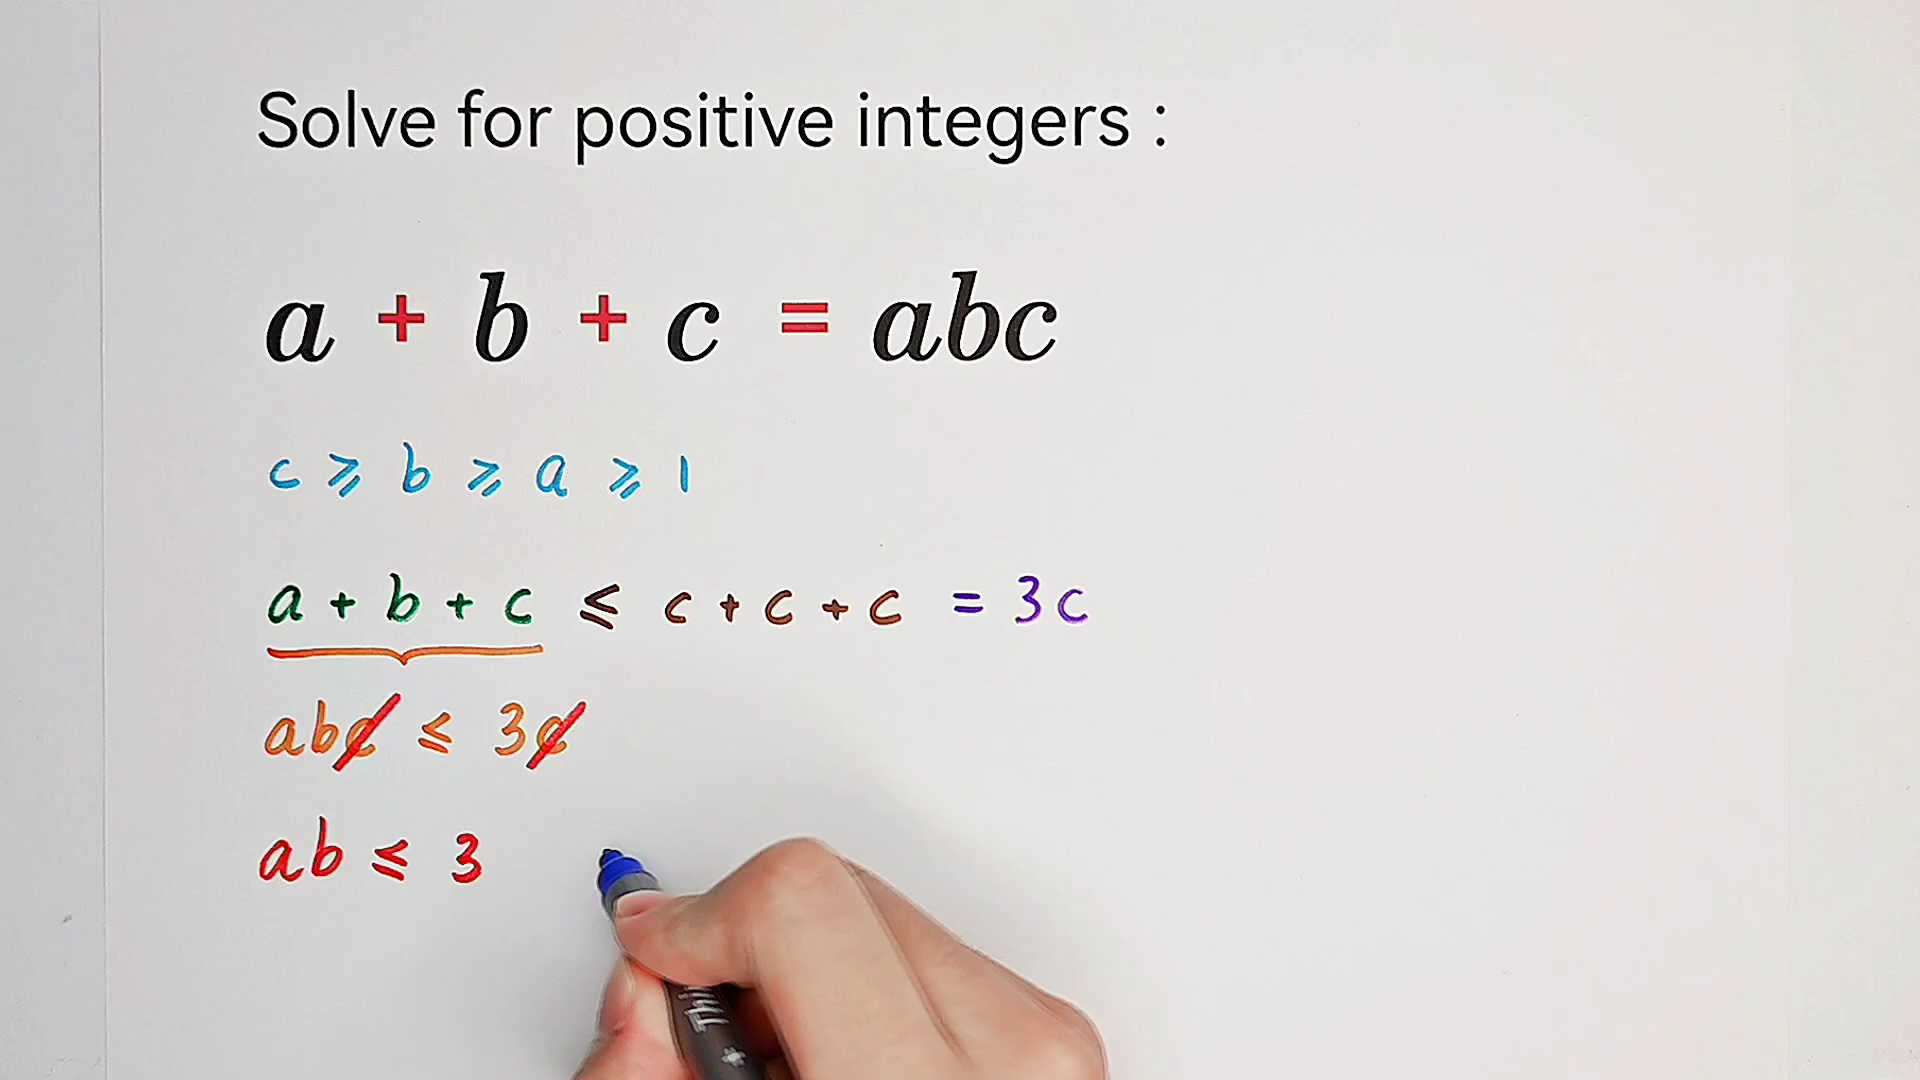 Solve for positive integers :
a + b + c = abc
c ⩾ b ⩾ a ⩾ 1
a + b + c ⩽ c + c + c = 3c
abc ⩽ 3c
ab ⩽ 3